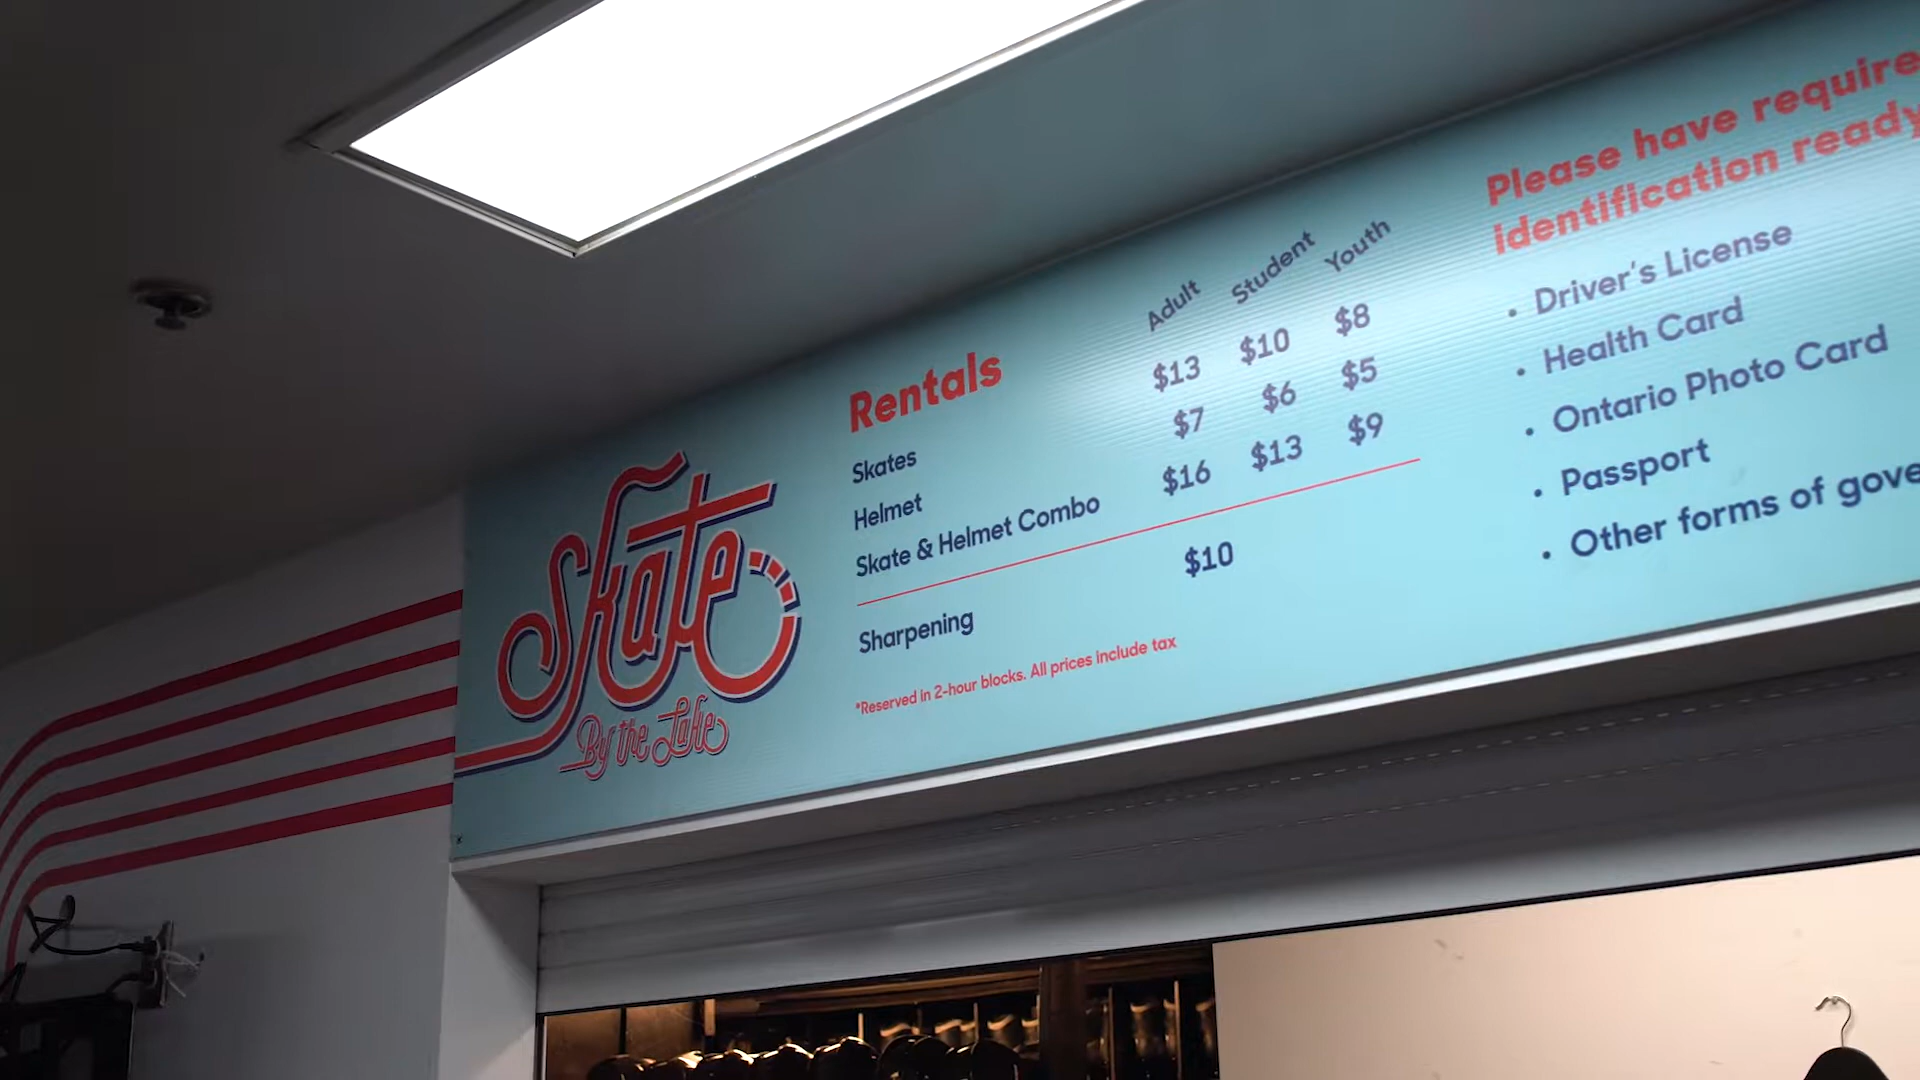 Skate
By the Lake
Rentals
Adult Student Youth
Skates $13 $10 $8
Helmet $7 $6 $5
Skate & Helmet Combo $16 $13 $9
Sharpening $10
*Reserved in 2-hour blocks. All prices include tax
Please have require
identification ready
• Driver's License
• Health Card
• Ontario Photo Card
• Passport
• Other forms of gove